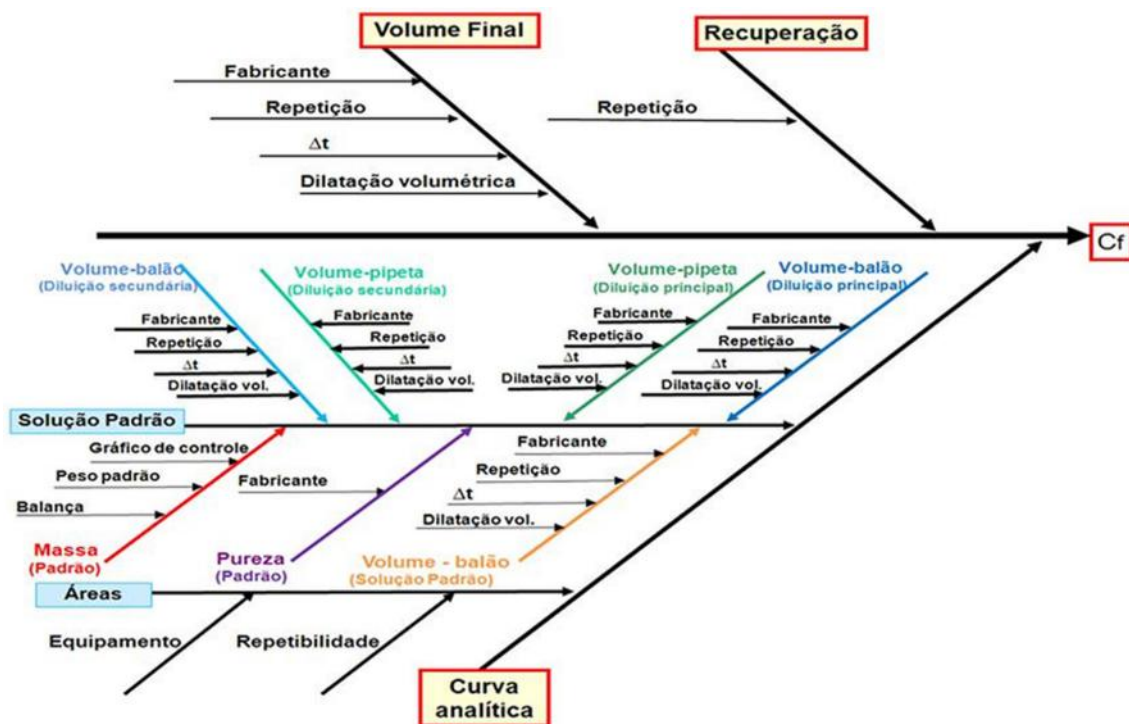 Volume Final
Recuperação
Fabricante
Repetição
Δt
Dilatação volumétrica
Repetição
Cf
Volume-balão
(Diluição secundária)
Fabricante
Repetição
Δt
Dilatação vol.
Volume-pipeta
(Diluição secundária)
Fabricante
Repetição
Δt
Dilatação vol.
Volume-pipeta
(Diluição principal)
Fabricante
Repetição
Δt
Dilatação vol.
Volume-balão
(Diluição principal)
Fabricante
Repetição
Δt
Dilatação vol.
Solução Padrão
Gráfico de controle
Peso padrão
Balança
Massa
(Padrão)
Fabricante
Pureza
(Padrão)
Fabricante
Repetição
Δt
Dilatação vol.
Volume - balão
(Solução Padrão)
Áreas
Equipamento
Repetibilidade
Curva
analítica